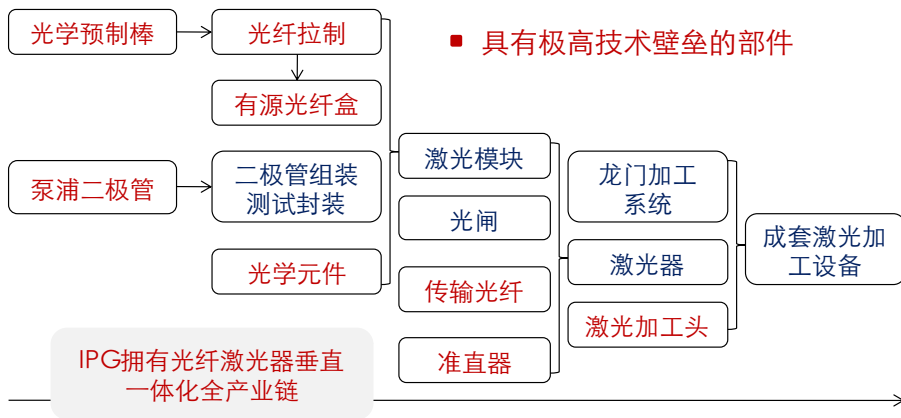 光学预制棒
光纤拉制
■ 具有极高技术壁垒的部件
有源光纤盒
泵浦二极管
二极管组装
测试封装
光学元件
激光模块
光闸
传输光纤
准直器
龙门加工
系统
激光器
激光加工头
成套激光加
工设备
IPG拥有光纤激光器垂直
一体化全产业链